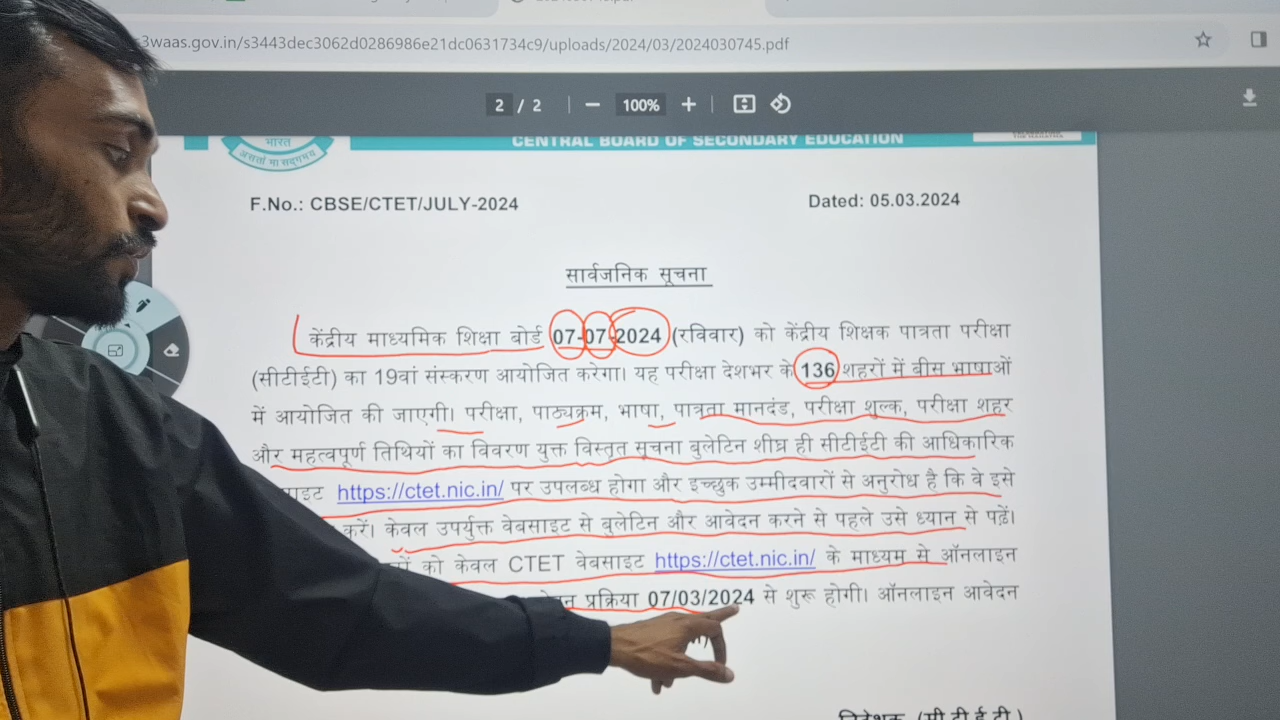 3waas.gov.in/s3443dec3062d0286986e21dc0631734c9/uploads/2024/03/2024030745.pdf
2 / 2 — 100% +
भारत
असतो मा सद्गमय
CENTRAL BOARD OF SECONDARY EDUCATION
F.No.: CBSE/CTET/JULY-2024
Dated: 05.03.2024
सार्वजनिक सूचना
केंद्रीय माध्यमिक शिक्षा बोर्ड 07-07-2024 (रविवार) को केंद्रीय शिक्षक पात्रता परीक्षा
(सीटीईटी) का 19वां संस्करण आयोजित करेगा। यह परीक्षा देशभर के 136 शहरों में बीस भाषाओं
में आयोजित की जाएगी। परीक्षा, पाठ्यक्रम, भाषा, पात्रता मानदंड, परीक्षा शुल्क, परीक्षा शहर
और महत्वपूर्ण तिथियों का विवरण युक्त विस्तृत सूचना बुलेटिन शीघ्र ही सीटीईटी की आधिकारिक
https://ctet.nic.in/ पर उपलब्ध होगा और इच्छुक उम्मीदवारों से अनुरोध है कि वे इसे
करें। केवल उपर्युक्त वेबसाइट से बुलेटिन और आवेदन करने से पहले उसे ध्यान से पढ़ें।
को केवल CTET वेबसाइट https://ctet.nic.in/ के माध्यम से ऑनलाइन
प्रक्रिया 07/03/2024 से शुरू होगी। ऑनलाइन आवेदन